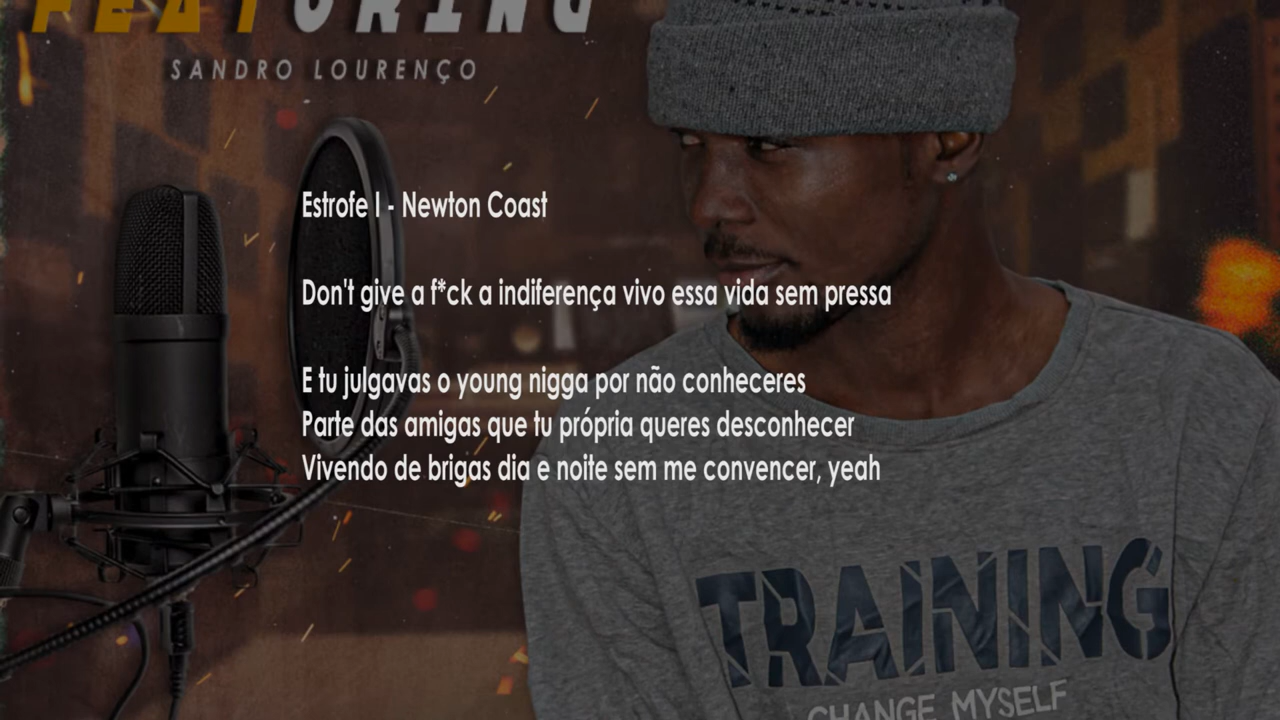 FEATURING
SANDRO LOURENÇO
Estrofe I - Newton Coast
Don't give a f*ck a indiferença vivo essa vida sem pressa
E tu julgavas o young nigga por não conheceres
Parte das amigas que tu própria queres desconhecer
Vivendo de brigas dia e noite sem me convencer, yeah
TRAINING
CHANGE MYSELF